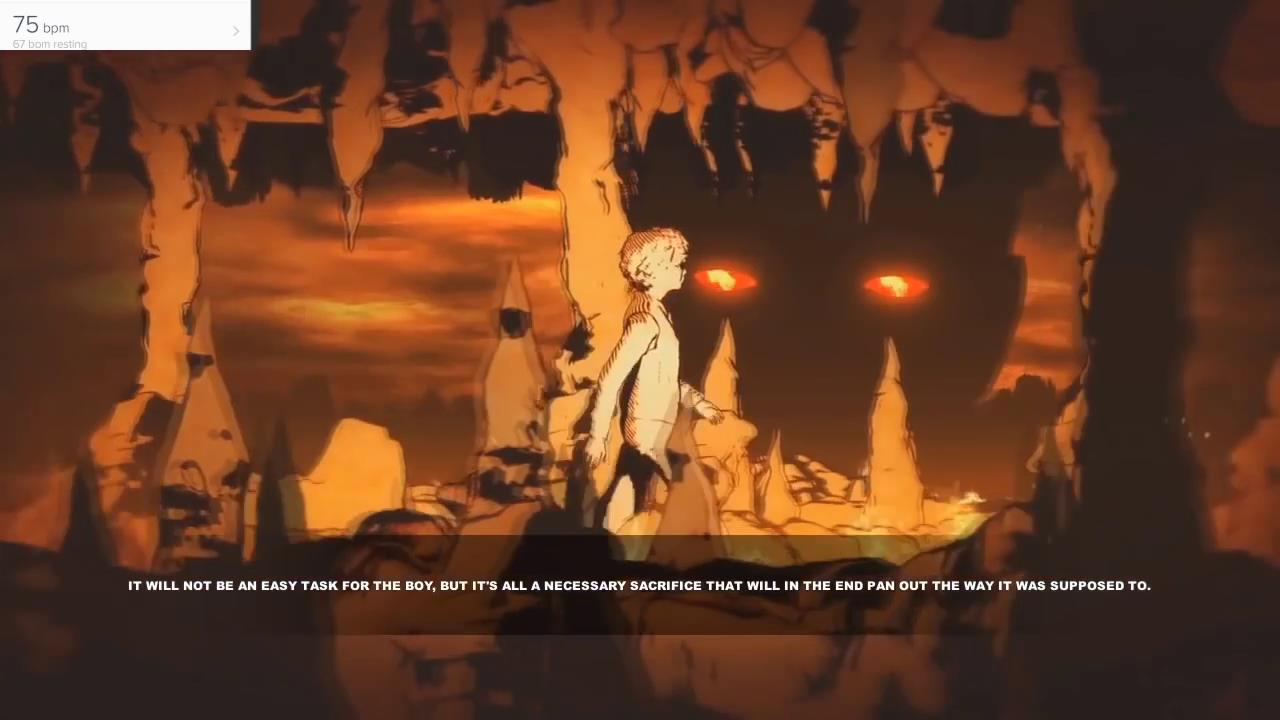 75 bpm
67 bpm resting
IT WILL NOT BE AN EASY TASK FOR THE BOY, BUT IT'S ALL A NECESSARY SACRIFICE THAT WILL IN THE END PAN OUT THE WAY IT WAS SUPPOSED TO.